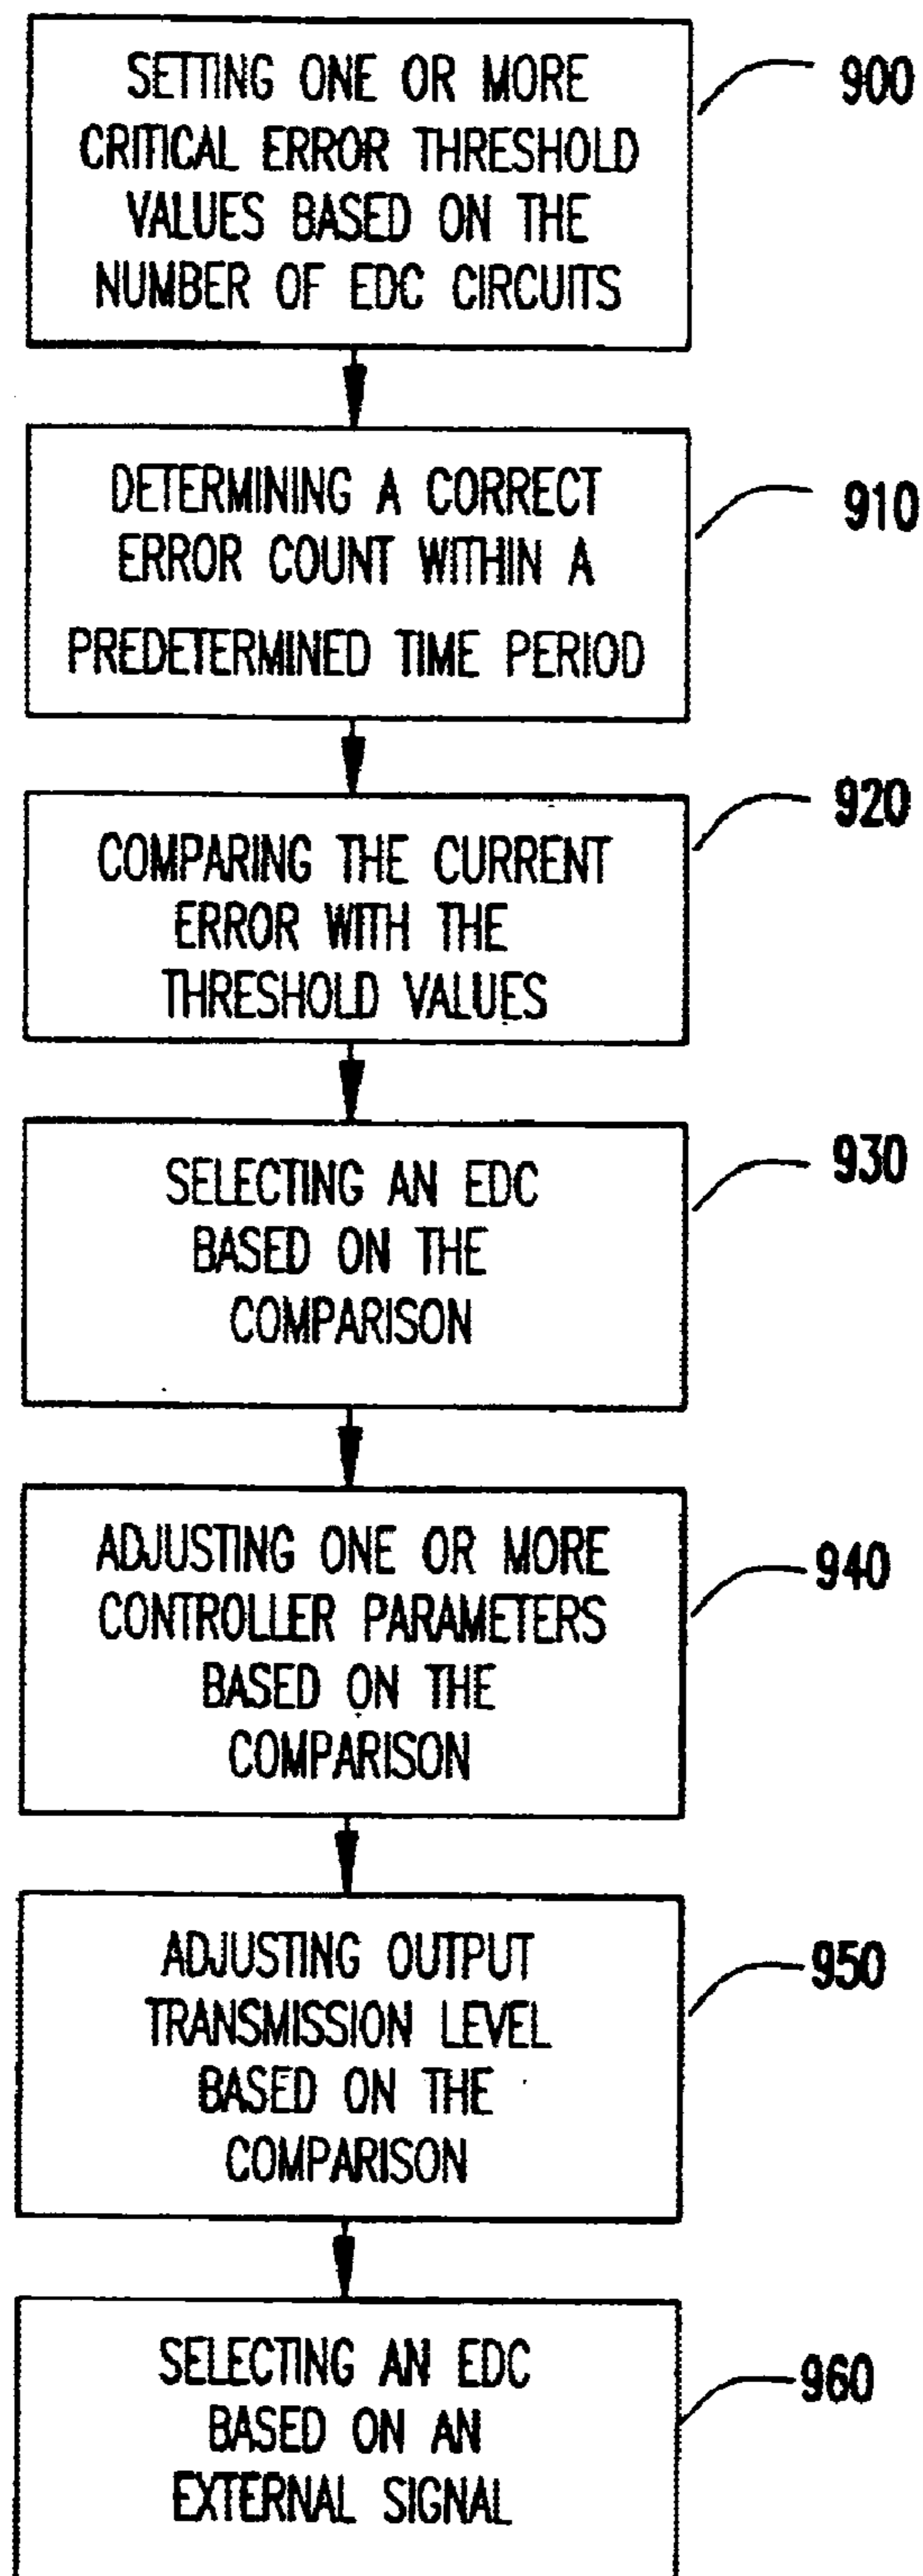 SETTING ONE OR MORE
CRITICAL ERROR THRESHOLD
VALUES BASED ON THE
NUMBER OF EDC CIRCUITS
900
DETERMINING A CORRECT
ERROR COUNT WITHIN A
PREDETERMINED TIME PERIOD
910
COMPARING THE CURRENT
ERROR WITH THE
THRESHOLD VALUES
920
SELECTING AN EDC
BASED ON THE
COMPARISON
930
ADJUSTING ONE OR MORE
CONTROLLER PARAMETERS
BASED ON THE
COMPARISON
940
ADJUSTING OUTPUT
TRANSMISSION LEVEL
BASED ON THE
COMPARISON
950
SELECTING AN EDC
BASED ON AN
EXTERNAL SIGNAL
960